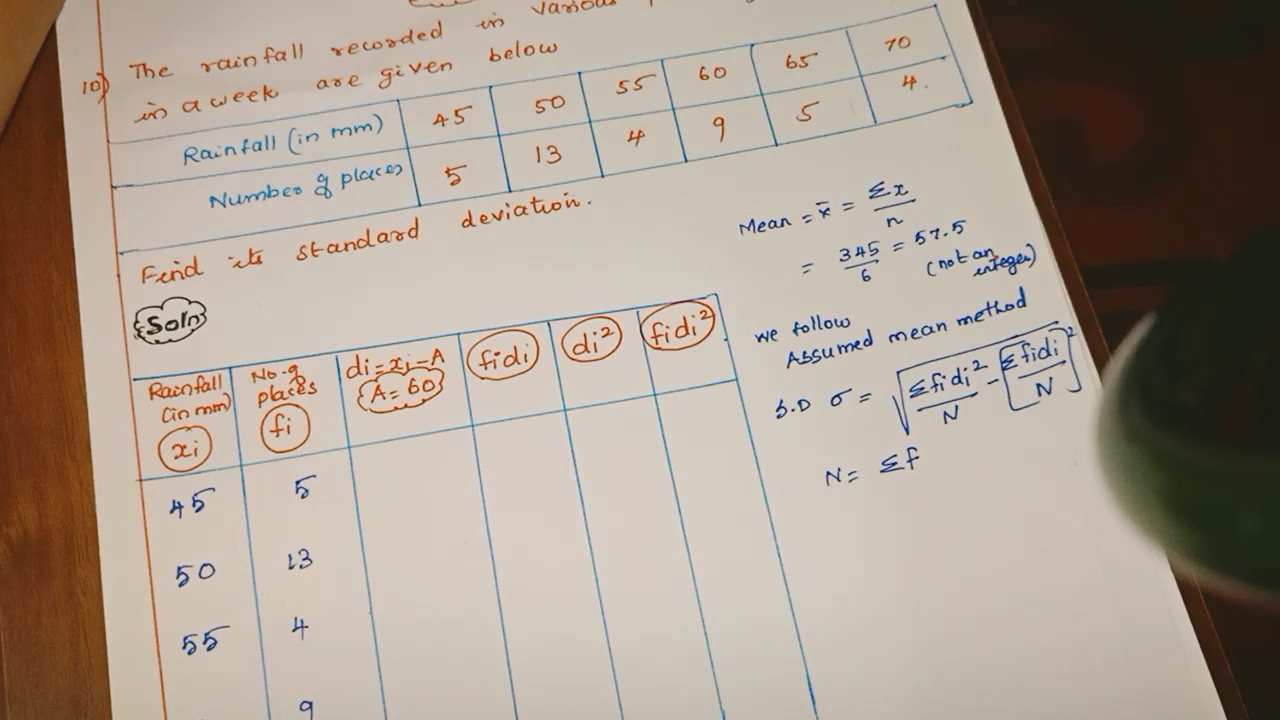 10) The rainfall recorded in various
in a week are given below
Rainfall (in mm) 45 50 55 60 65 70
Number of places 5 13 4 9 5 4
Find its standard deviation.
Soln
Mean = x̄ = Σx/n
= 345/6 = 57.5
(not an integer)
we follow
Assumed mean method
S.D σ = √(Σfidi²/N - [Σfidi/N]²)
N = Σf
Rainfall (in mm) xi
No. of places fi
di = xi - A
A = 60
fidi
di²
fidi²
45 5
50 13
55 4
9